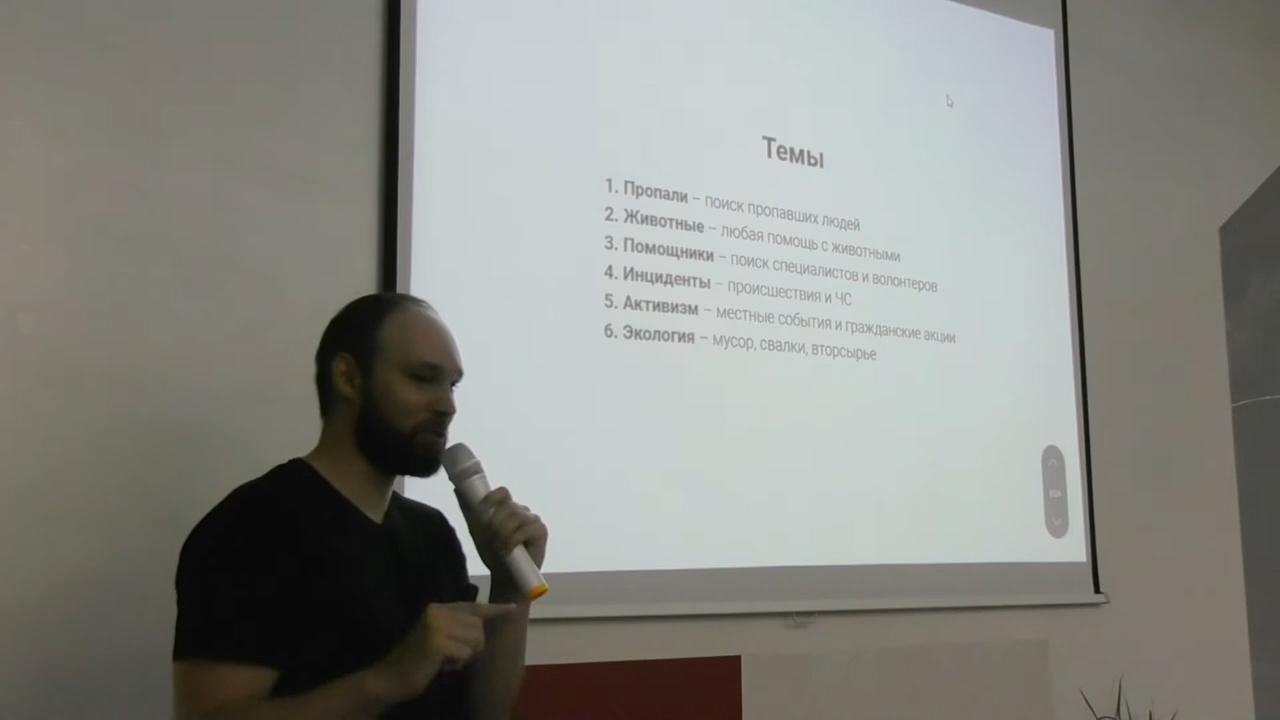 Темы
1. Пропали – поиск пропавших людей
2. Животные – любая помощь с животными
3. Помощники – поиск специалистов и волонтеров
4. Инциденты – происшествия и ЧС
5. Активизм – местные события и гражданские акции
6. Экология – мусор, свалки, вторсырье